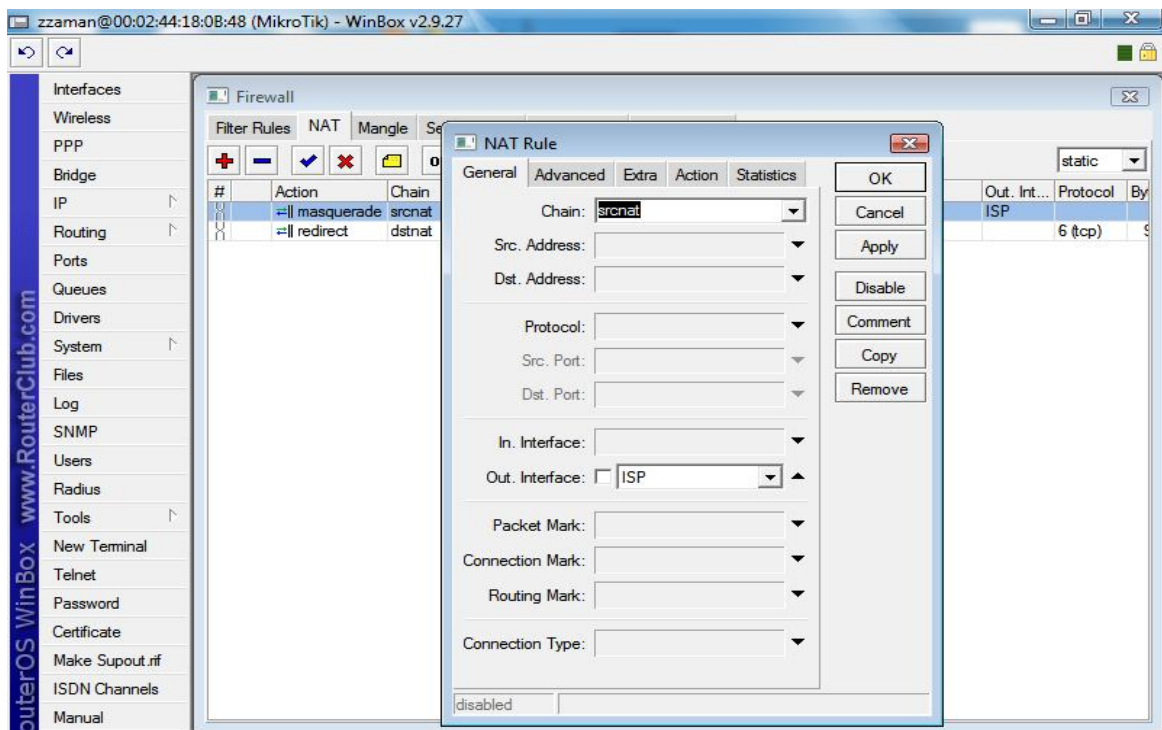 zzaman@00:02:44:18:0B:48 (MikroTik) - WinBox v2.9.27
Interfaces
Wireless
PPP
Bridge
IP
Routing
Ports
Queues
Drivers
System
Files
Log
SNMP
Users
Radius
Tools
New Terminal
Telnet
Password
Certificate
Make Supout.rif
ISDN Channels
Manual
outerOS WinBox www.RouterClub.com
Firewall
Filter Rules NAT Mangle Se
static
# Action Chain Out. Int... Protocol By
masquerade srcnat ISP
redirect dstnat 6 (tcp)
NAT Rule
General Advanced Extra Action Statistics
Chain: srcnat
Src. Address:
Dst. Address:
Protocol:
Src. Port:
Dst. Port:
In. Interface:
Out. Interface: ISP
Packet Mark:
Connection Mark:
Routing Mark:
Connection Type:
disabled
OK
Cancel
Apply
Disable
Comment
Copy
Remove